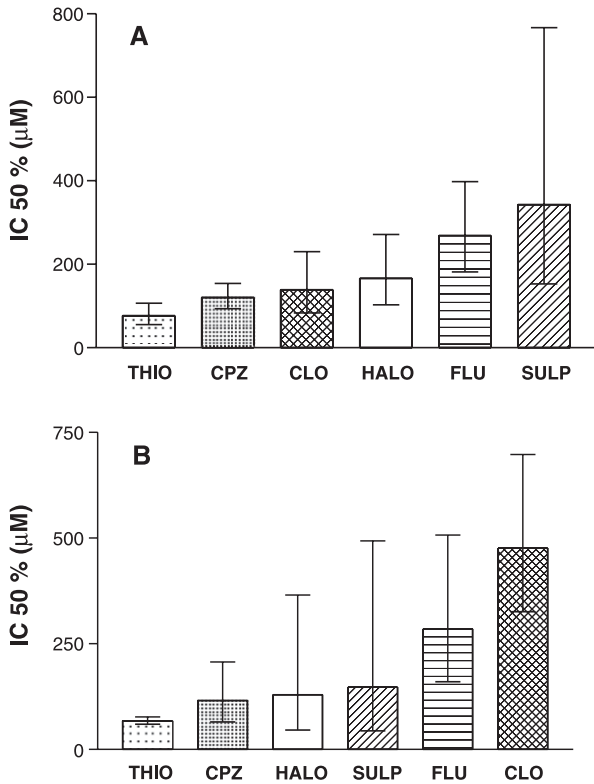 A
IC 50 % (μM)
800
600
400
200
0
THIO CPZ CLO HALO FLU SULP
B
IC 50 % (μM)
750
500
250
0
THIO CPZ HALO SULP FLU CLO